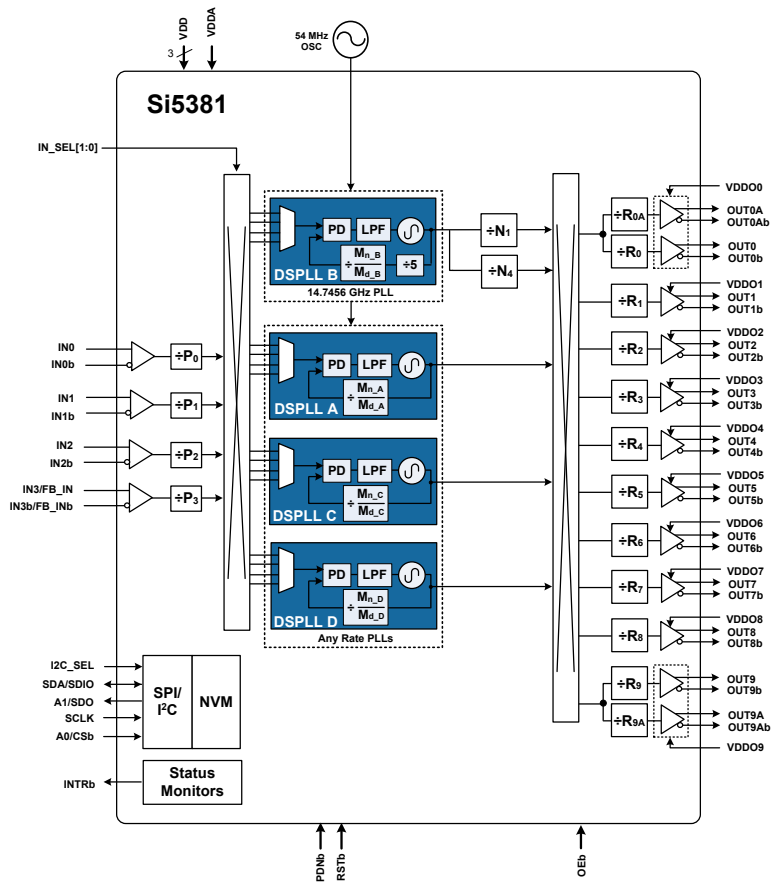 VDD
VDDA
3
54 MHz
OSC
Si5381
IN_SEL[1:0]
PD
LPF
÷ Mn_B
Md_B
÷5
DSPLL B
14.7456 GHz PLL
÷N1
÷N4
IN0
IN0b
÷P0
IN1
IN1b
÷P1
IN2
IN2b
÷P2
IN3/FB_IN
IN3b/FB_INb
÷P3
PD
LPF
÷ Mn_A
Md_A
DSPLL A
PD
LPF
÷ Mn_C
Md_C
DSPLL C
PD
LPF
÷ Mn_D
Md_D
DSPLL D
Any Rate PLLs
÷R0A
÷R0
÷R1
÷R2
÷R3
÷R4
÷R5
÷R6
÷R7
÷R8
÷R9
÷R9A
VDDO0
OUT0A
OUT0Ab
OUT0
OUT0b
VDDO1
OUT1
OUT1b
VDDO2
OUT2
OUT2b
VDDO3
OUT3
OUT3b
VDDO4
OUT4
OUT4b
VDDO5
OUT5
OUT5b
VDDO6
OUT6
OUT6b
VDDO7
OUT7
OUT7b
VDDO8
OUT8
OUT8b
OUT9
OUT9b
OUT9A
OUT9Ab
VDDO9
I2C_SEL
SDA/SDIO
A1/SDO
SCLK
A0/CSb
SPI/
I²C
NVM
INTRb
Status
Monitors
PDNb
RSTb
OEb